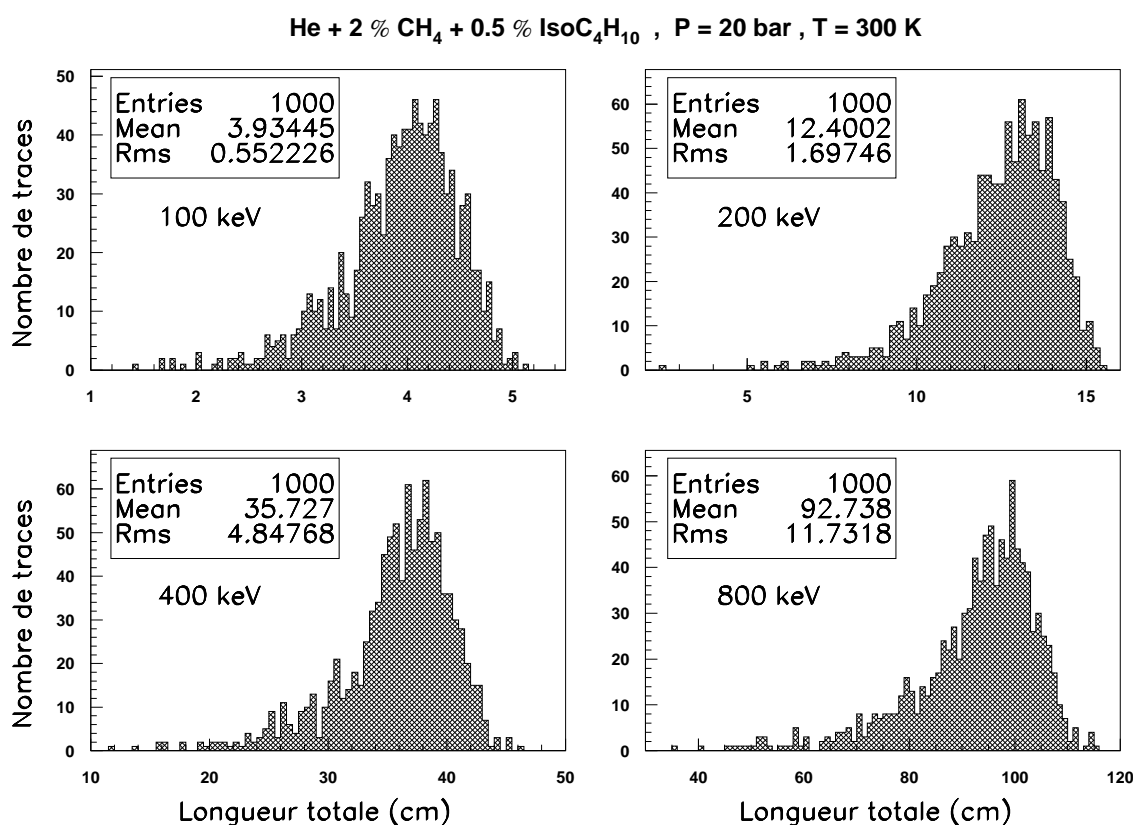 He + 2 % CH4 + 0.5 % IsoC4H10 , P = 20 bar , T = 300 K
Nombre de traces
50
40
30
20
10
0
Entries 1000
Mean 3.93445
Rms 0.552226
100 keV
1 2 3 4 5
60
50
40
30
20
10
0
Entries 1000
Mean 12.4002
Rms 1.69746
200 keV
5 10 15
Nombre de traces
60
50
40
30
20
10
0
Entries 1000
Mean 35.727
Rms 4.84768
400 keV
10 20 30 40 50
Longueur totale (cm)
60
50
40
30
20
10
0
Entries 1000
Mean 92.738
Rms 11.7318
800 keV
40 60 80 100 120
Longueur totale (cm)